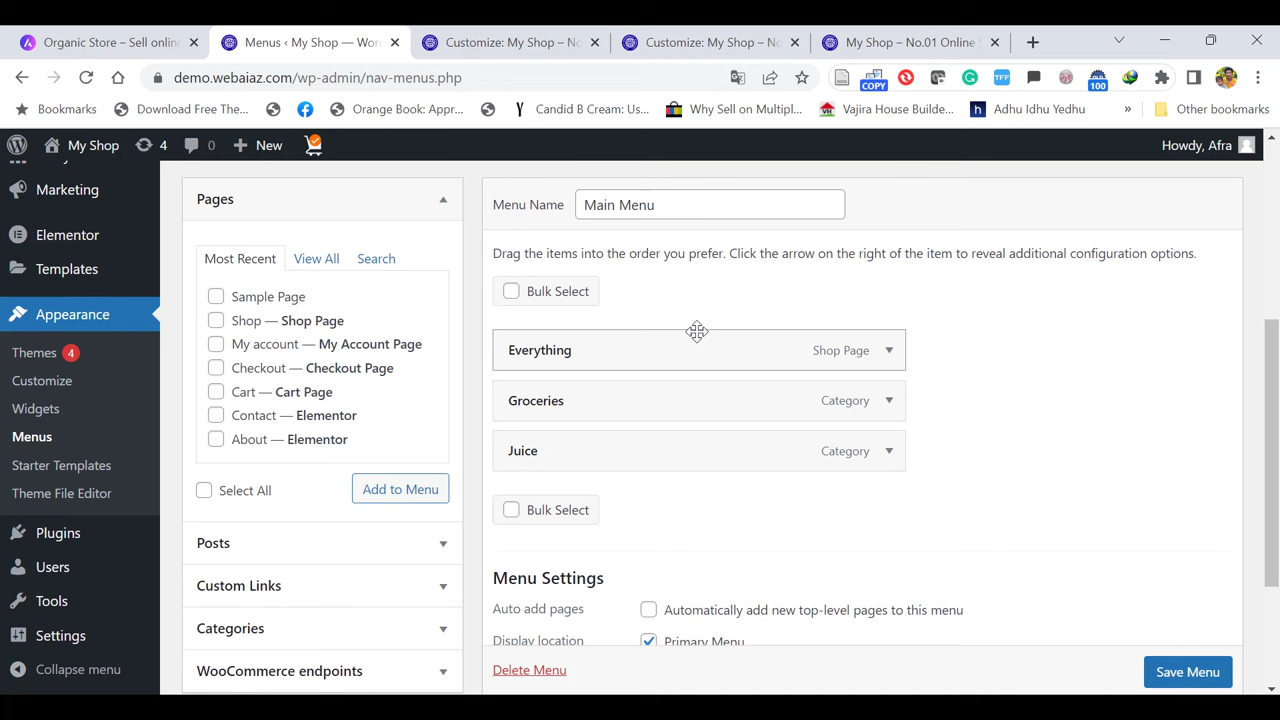 Organic Store – Sell online
Menus ‹ My Shop — Wor
Customize: My Shop – No
Customize: My Shop – No
My Shop – No.01 Online S
demo.webaiaz.com/wp-admin/nav-menus.php
COPY
TFF
100
Bookmarks
Download Free The...
Orange Book: Appr...
Candid B Cream: Us...
Why Sell on Multipl...
Vajira House Builde...
Adhu Idhu Yedhu
»
Other bookmarks
My Shop
4
0
New
Howdy, Afra
Marketing
Elementor
Templates
Appearance
Themes 4
Customize
Widgets
Menus
Starter Templates
Theme File Editor
Plugins
Users
Tools
Settings
Collapse menu
Pages
Most Recent
View All
Search
Sample Page
Shop — Shop Page
My account — My Account Page
Checkout — Checkout Page
Cart — Cart Page
Contact — Elementor
About — Elementor
Select All
Add to Menu
Posts
Custom Links
Categories
WooCommerce endpoints
Menu Name
Main Menu
Drag the items into the order you prefer. Click the arrow on the right of the item to reveal additional configuration options.
Bulk Select
Everything
Shop Page
Groceries
Category
Juice
Category
Bulk Select
Menu Settings
Auto add pages
Automatically add new top-level pages to this menu
Display location
Primary Menu
Delete Menu
Save Menu